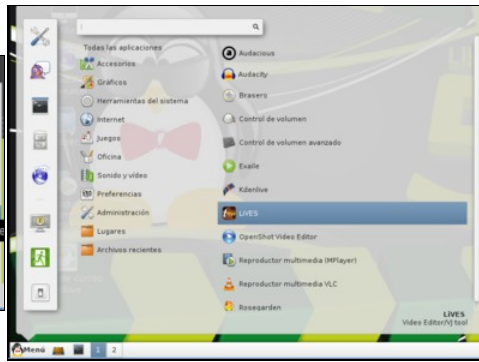 Todas las aplicaciones
Accesorios
Gráficos
Herramientas del sistema
Internet
Juegos
Oficina
Sonido y vídeo
Preferencias
Administración
Lugares
Archivos recientes
Audacious
Audacity
Brasero
Control de volumen
Control de volumen avanzado
Exaile
Kdenlive
LiVES
OpenShot Video Editor
Reproductor multimedia (MPlayer)
Reproductor multimedia VLC
Rosegarden
LiVES
Video Editor/VJ tool
Menú
1 2